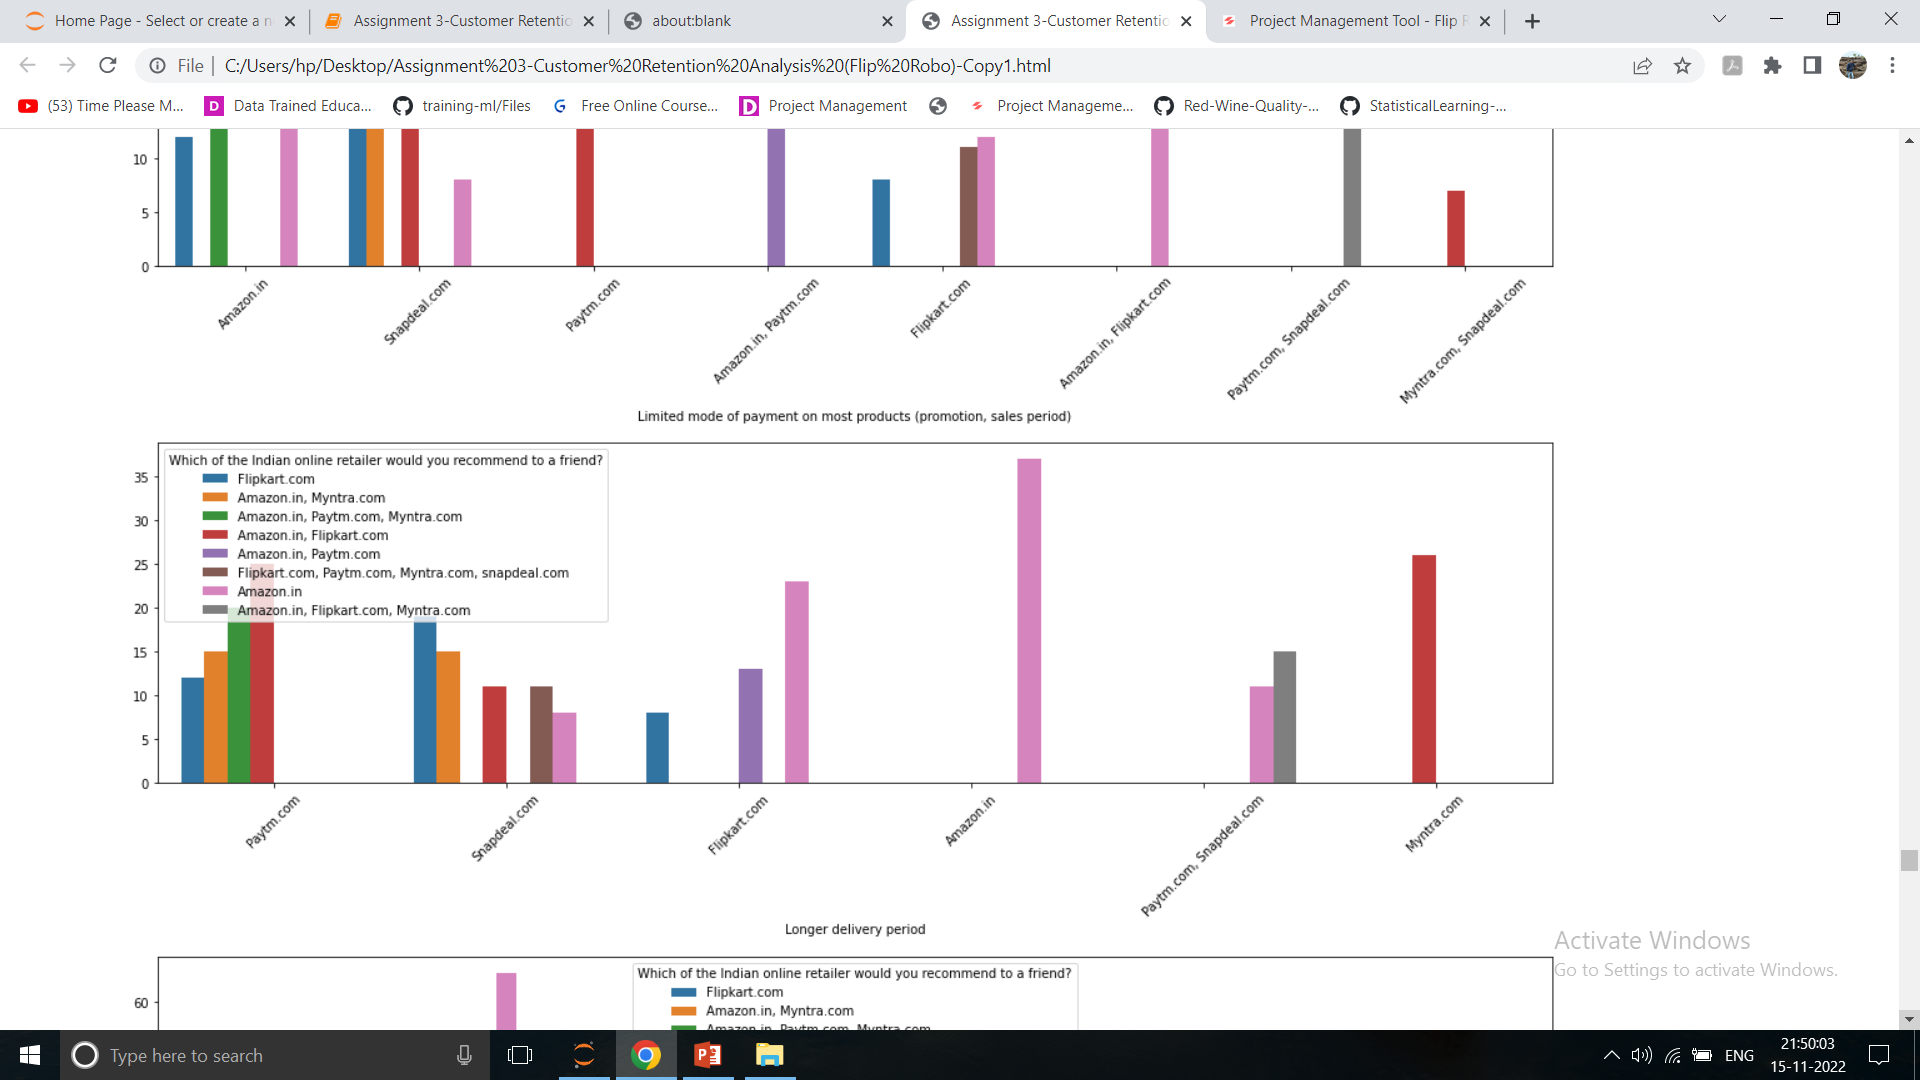 Home Page - Select or create a n
Assignment 3-Customer Retentio
about:blank
Assignment 3-Customer Retentio
Project Management Tool - Flip R
File
C:/Users/hp/Desktop/Assignment%203-Customer%20Retention%20Analysis%20(Flip%20Robo)-Copy1.html
(53) Time Please M...
Data Trained Educa...
training-ml/Files
Free Online Course...
Project Management
Project Manageme...
Red-Wine-Quality-...
StatisticalLearning-...
10
5
0
Amazon.in
Snapdeal.com
Paytm.com
Amazon.in, Paytm.com
Flipkart.com
Amazon.in, Flipkart.com
Paytm.com, Snapdeal.com
Myntra.com, Snapdeal.com
Limited mode of payment on most products (promotion, sales period)
Which of the Indian online retailer would you recommend to a friend?
Flipkart.com
Amazon.in, Myntra.com
Amazon.in, Paytm.com, Myntra.com
Amazon.in, Flipkart.com
Amazon.in, Paytm.com
Flipkart.com, Paytm.com, Myntra.com, snapdeal.com
Amazon.in
Amazon.in, Flipkart.com, Myntra.com
35
30
25
20
15
10
5
0
Paytm.com
Snapdeal.com
Flipkart.com
Amazon.in
Paytm.com, Snapdeal.com
Myntra.com
Longer delivery period
Which of the Indian online retailer would you recommend to a friend?
Flipkart.com
Amazon.in, Myntra.com
Amazon.in, Paytm.com, Myntra.com
60
Activate Windows
Go to Settings to activate Windows.
Type here to search
ENG
21:50:03
15-11-2022